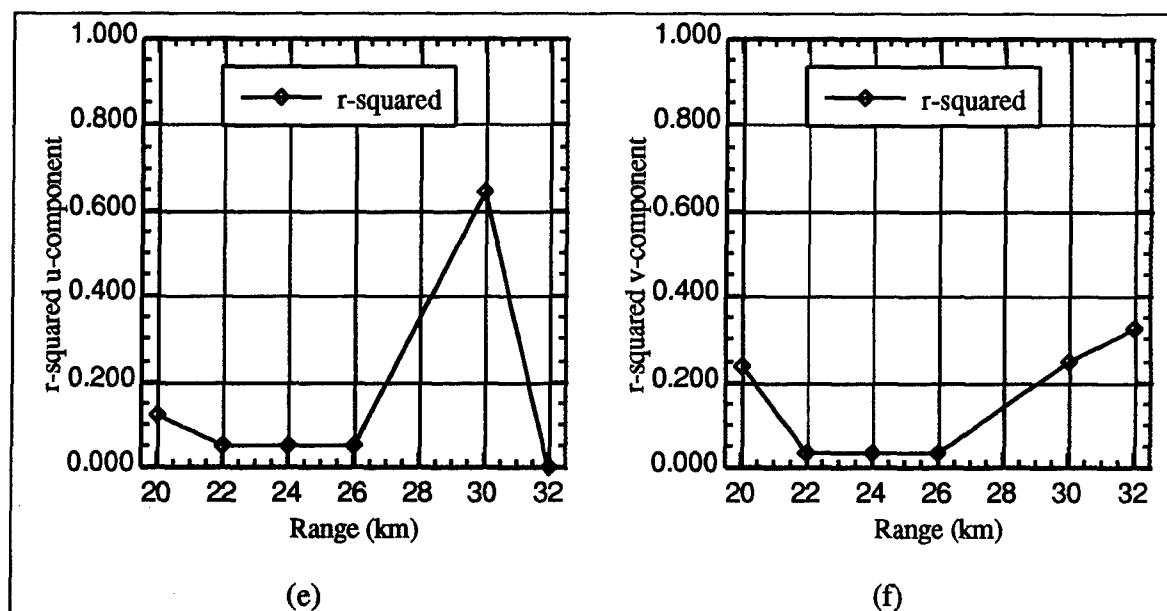 1.000
0.800
0.600
0.400
0.200
0.000
r-squared u-component
r-squared
20 22 24 26 28 30 32
Range (km)
(e)
1.000
0.800
0.600
0.400
0.200
0.000
r-squared v-component
r-squared
20 22 24 26 28 30 32
Range (km)
(f)